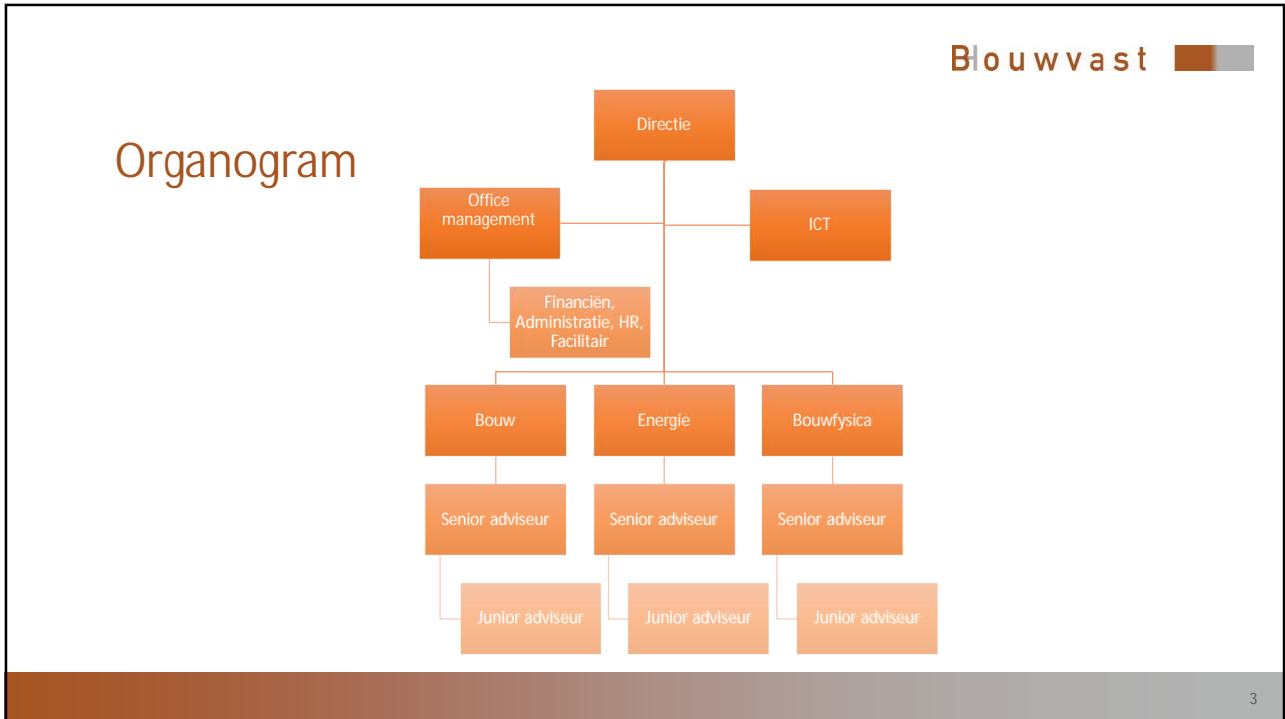 Blouwvast
Organogram
Directie
Office
management
ICT
Financiën,
Administratie, HR,
Facilitair
Bouw
Energie
Bouwfysica
Senior adviseur
Senior adviseur
Senior adviseur
Junior adviseur
Junior adviseur
Junior adviseur
3